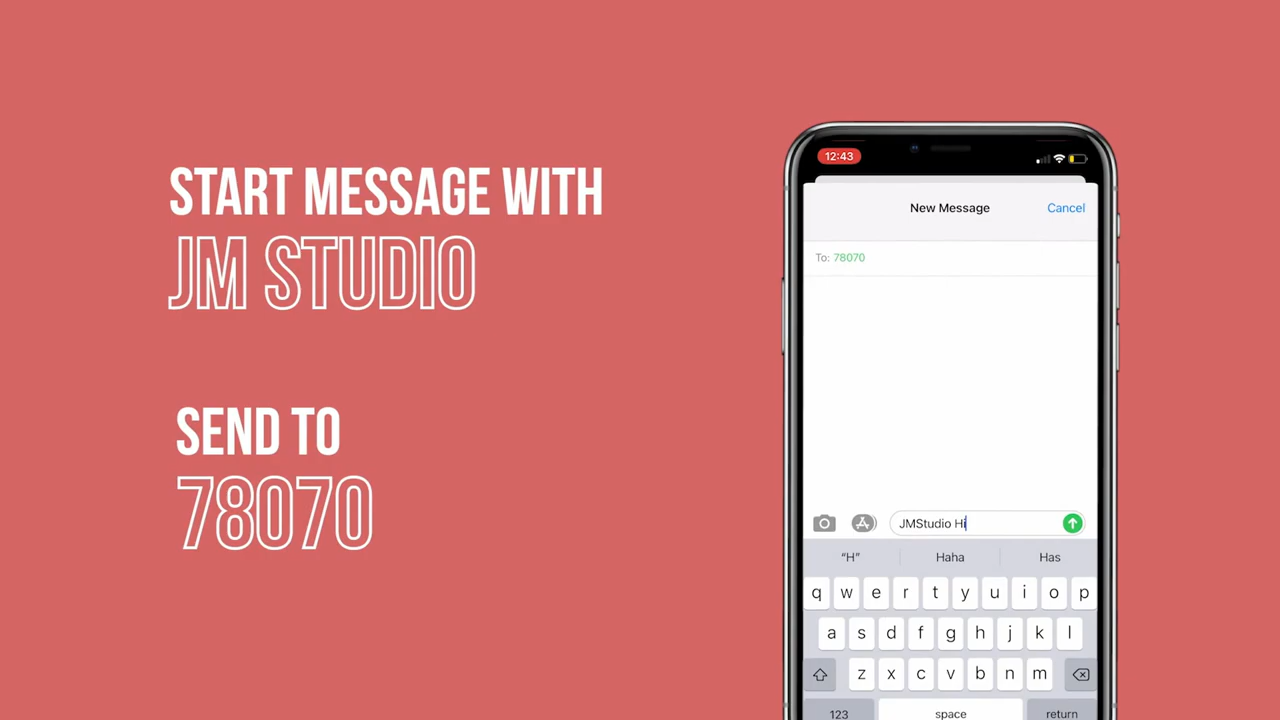 START MESSAGE WITH
JM STUDIO
SEND TO
78070
12:43
New Message
Cancel
To: 78070
JMStudio Hi
“H”
Haha
Has
q w e r t y u i o p
a s d f g h j k l
z x c v b n m
123
space
return